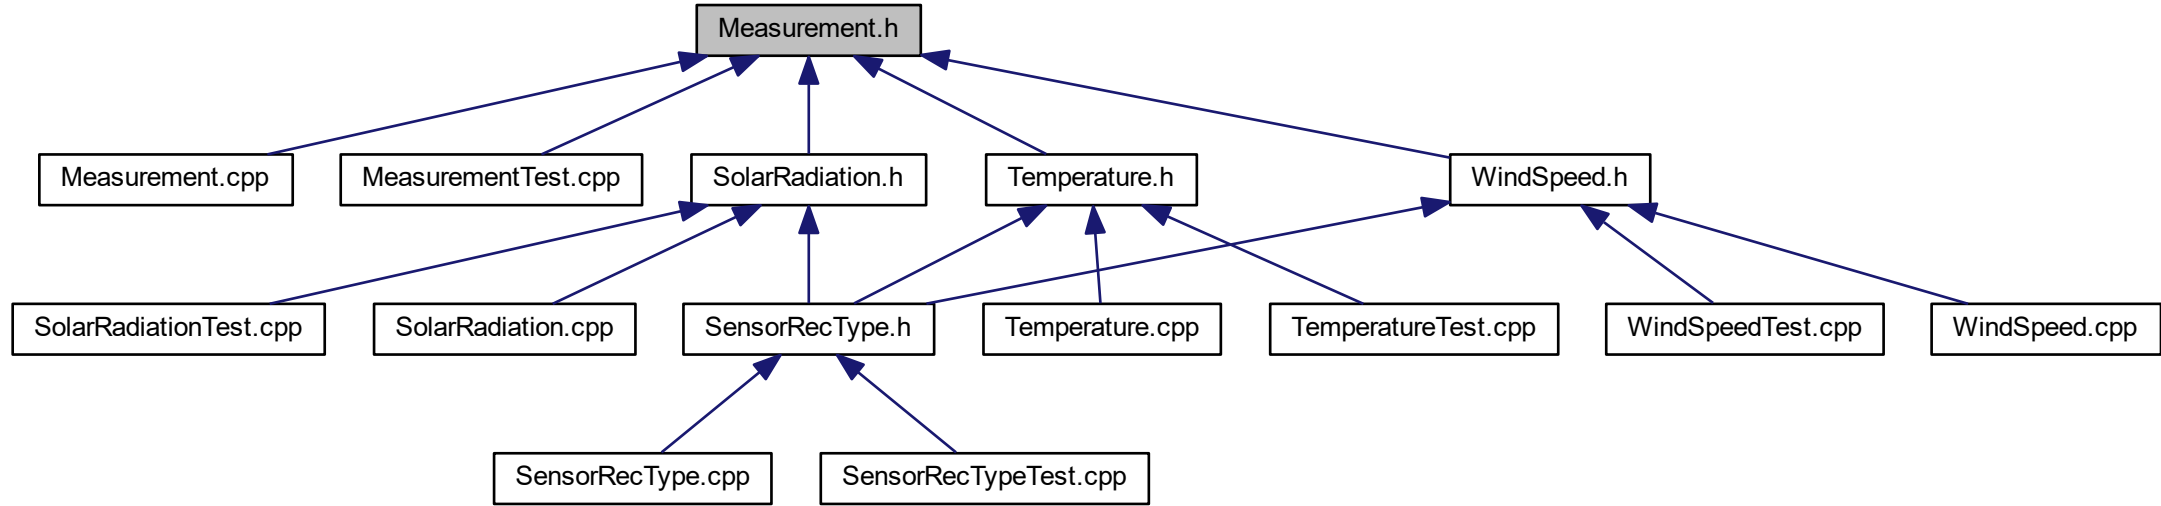 Measurement.h
Measurement.cpp
MeasurementTest.cpp
SolarRadiation.h
Temperature.h
WindSpeed.h
SolarRadiationTest.cpp
SolarRadiation.cpp
SensorRecType.h
Temperature.cpp
TemperatureTest.cpp
WindSpeedTest.cpp
WindSpeed.cpp
SensorRecType.cpp
SensorRecTypeTest.cpp